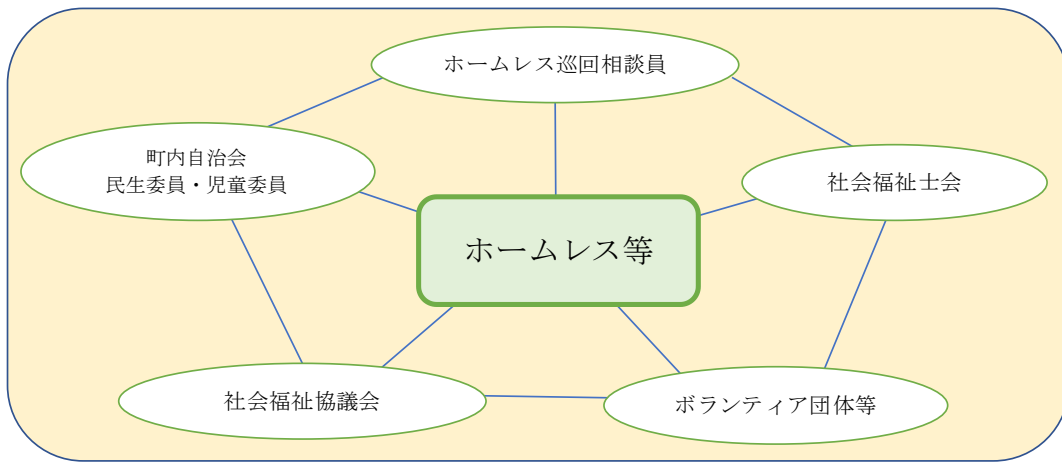 ホームレス巡回相談員
町内自治会
民生委員・児童委員
社会福祉士会
ホームレス等
社会福祉協議会
ボランティア団体等